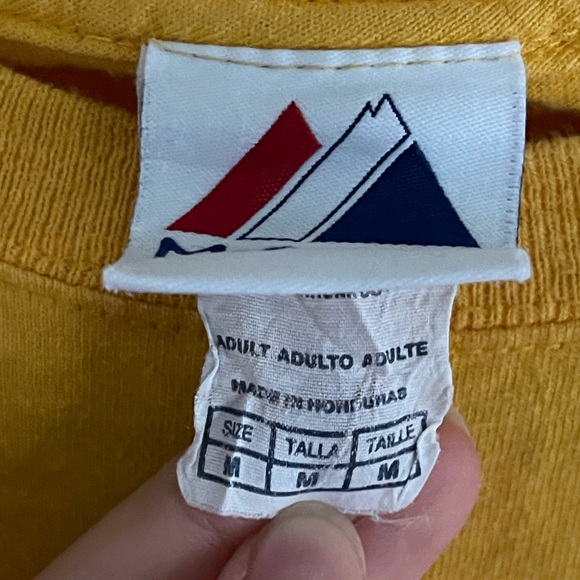 ADULT ADULTO ADULTE
MADE IN HONDURAS
SIZE TALLA TAILLE
M M M